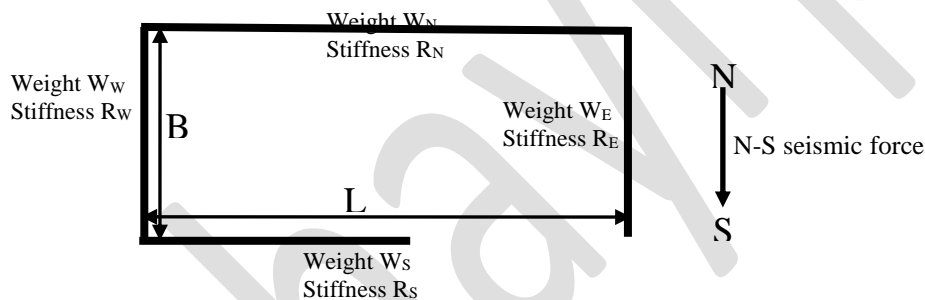 Weight WN
Stiffness RN
Weight WW
Stiffness RW
B
Weight WE
Stiffness RE
N
N-S seismic force
L
S
Weight WS
Stiffness RS